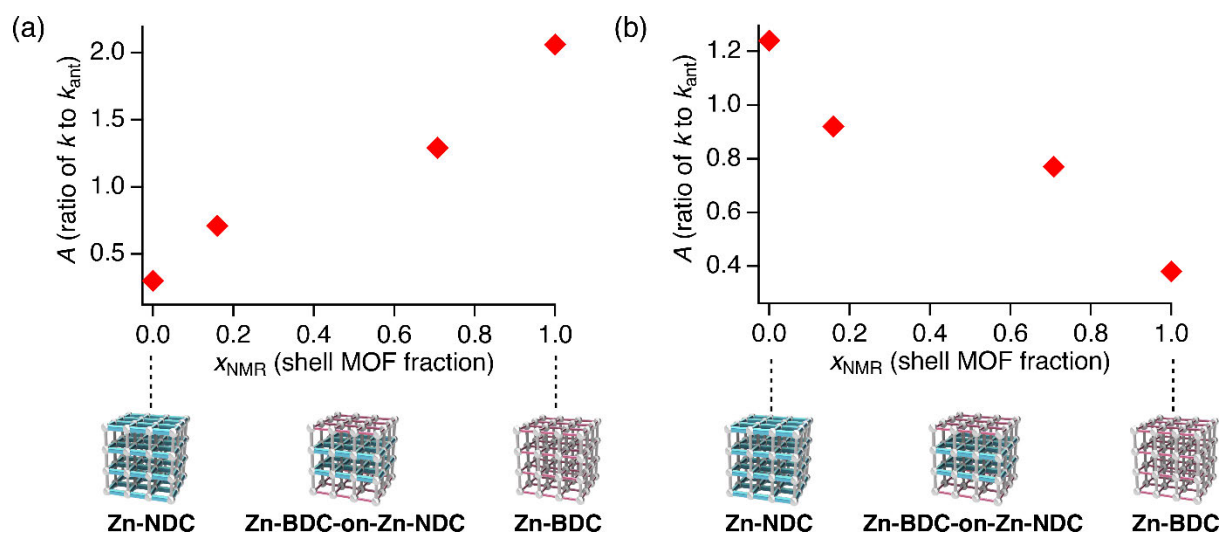 (a)
A (ratio of k to kant)
2.0
1.5
1.0
0.5
0.0 0.2 0.4 0.6 0.8 1.0
xNMR (shell MOF fraction)
Zn-NDC Zn-BDC-on-Zn-NDC Zn-BDC
(b)
A (ratio of k to kant)
1.2
1.0
0.8
0.6
0.4
0.0 0.2 0.4 0.6 0.8 1.0
xNMR (shell MOF fraction)
Zn-NDC Zn-BDC-on-Zn-NDC Zn-BDC